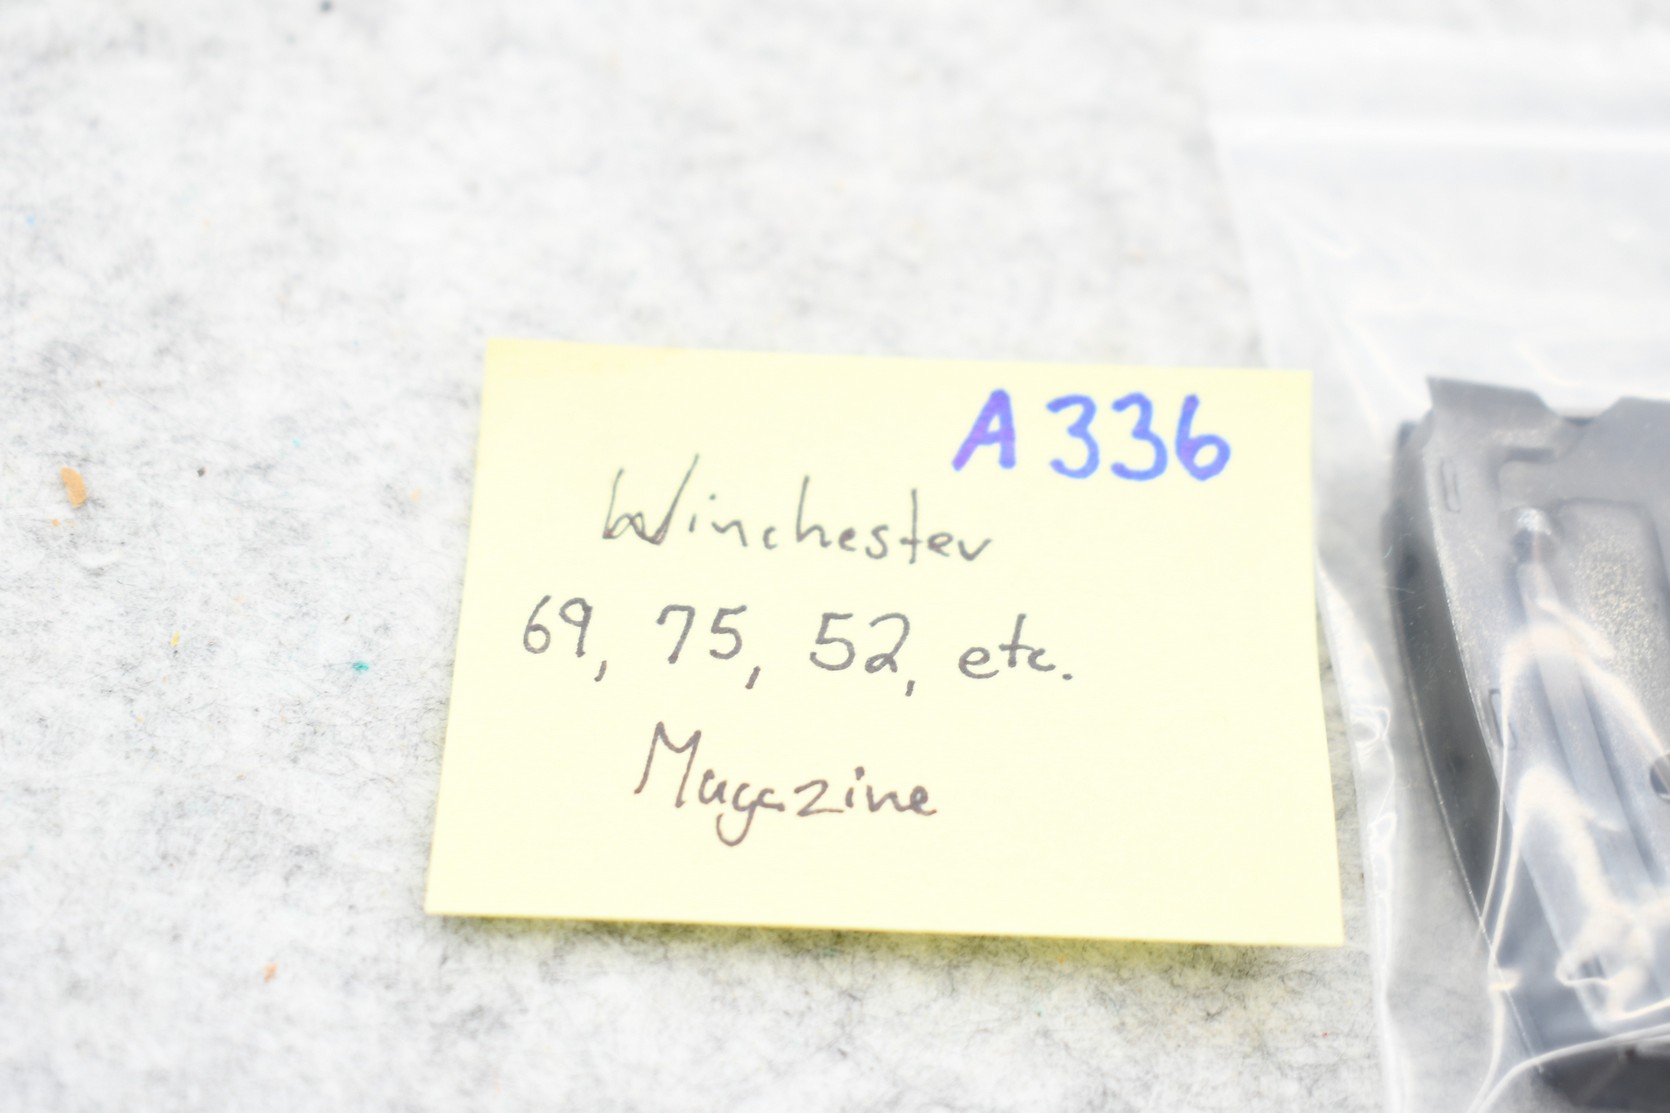 A336
Winchester
69, 75, 52, etc.
Magazine